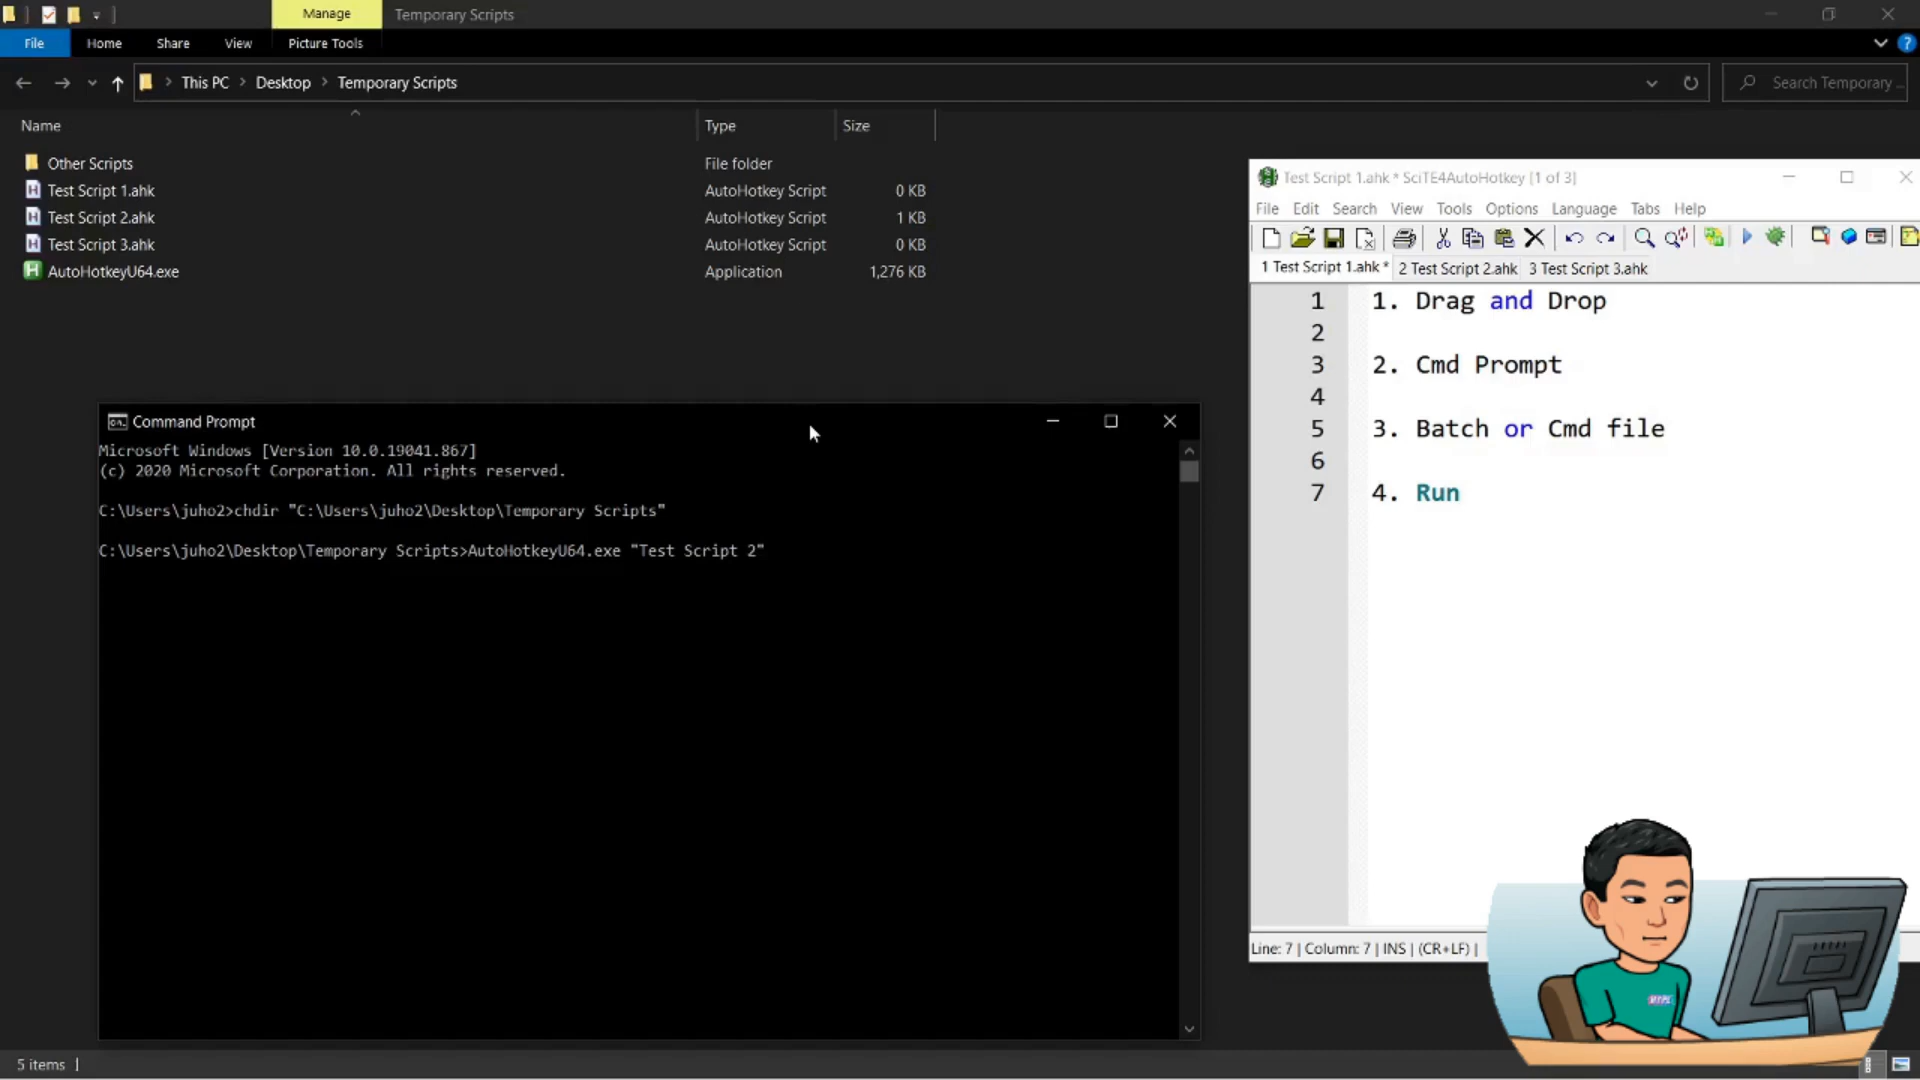 Manage
Temporary Scripts
File
Home
Share
View
Picture Tools
This PC
Desktop
Temporary Scripts
Search Temporary ...
Name
Type
Size
Other Scripts
File folder
Test Script 1.ahk
AutoHotkey Script
0 KB
Test Script 2.ahk
AutoHotkey Script
1 KB
Test Script 3.ahk
AutoHotkey Script
0 KB
AutoHotkeyU64.exe
Application
1,276 KB
Command Prompt
Microsoft Windows [Version 10.0.19041.867]
(c) 2020 Microsoft Corporation. All rights reserved.
C:\Users\juho2>chdir "C:\Users\juho2\Desktop\Temporary Scripts"
C:\Users\juho2\Desktop\Temporary Scripts>AutoHotkeyU64.exe "Test Script 2"
Test Script 1.ahk * SciTE4AutoHotkey [1 of 3]
File Edit Search View Tools Options Language Tabs Help
1 Test Script 1.ahk *
2 Test Script 2.ahk
3 Test Script 3.ahk
1 1. Drag and Drop
2
3 2. Cmd Prompt
4
5 3. Batch or Cmd file
6
7 4. Run
Line: 7 | Column: 7 | INS | (CR+LF) |
5 items